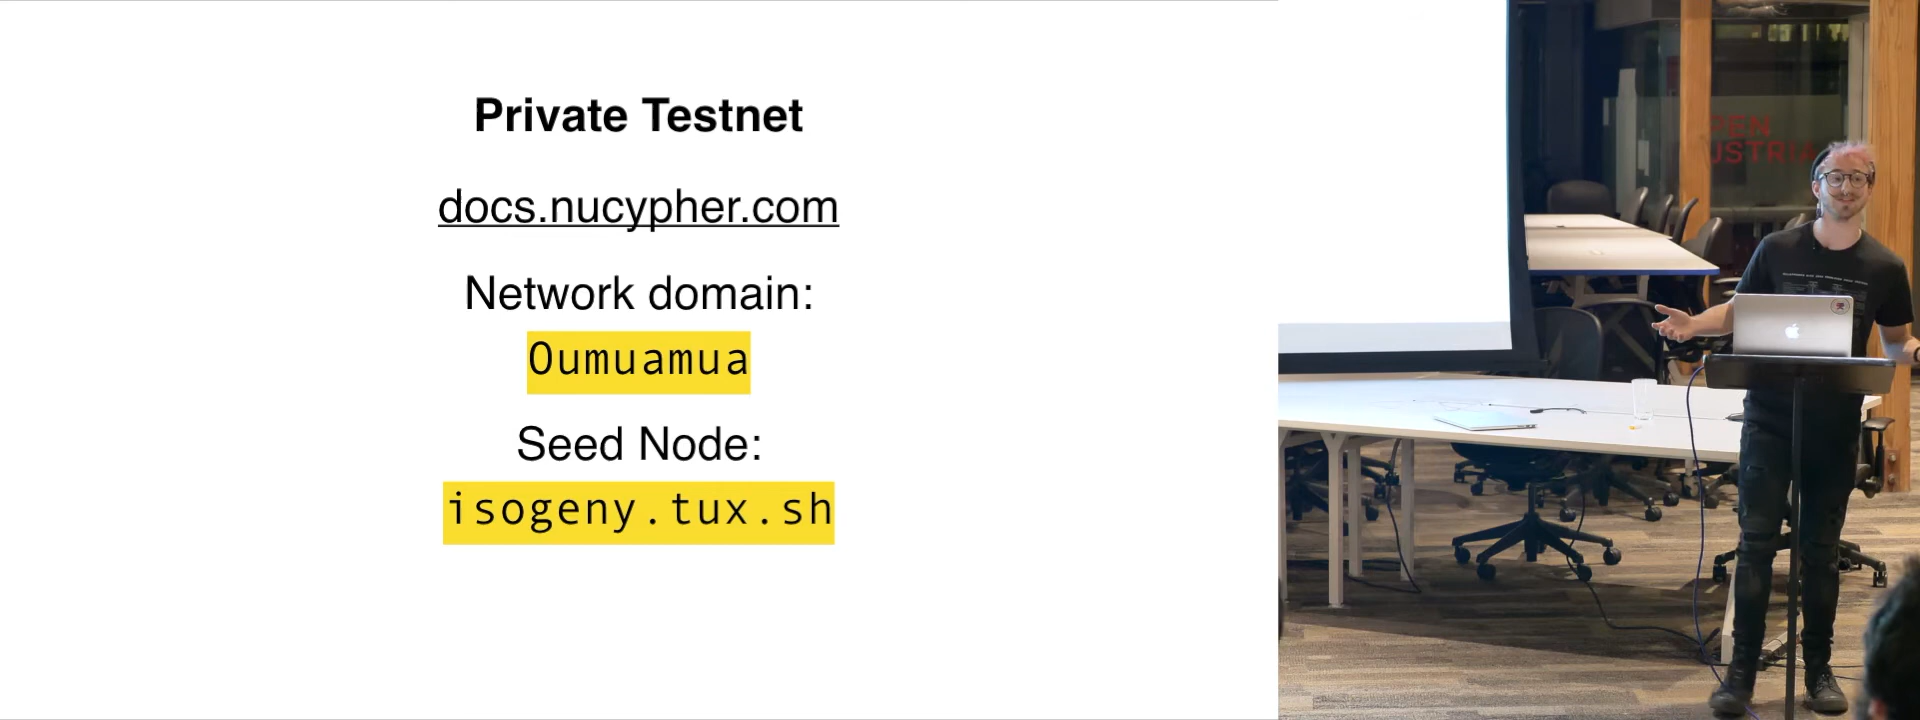 Private Testnet
docs.nucypher.com
Network domain:
Oumuamua
Seed Node:
isogeny.tux.sh